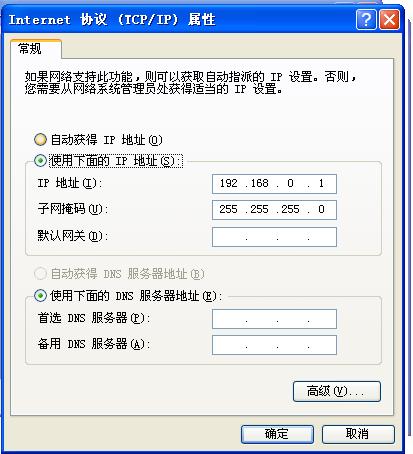 Internet 协议 (TCP/IP) 属性
常规
如果网络支持此功能，则可以获取自动指派的 IP 设置。否则，
您需要从网络系统管理员处获得适当的 IP 设置。
自动获得 IP 地址(O)
使用下面的 IP 地址(S):
IP 地址(I): 192 .168 . 0 . 1
子网掩码(U): 255 .255 .255 . 0
默认网关(D): . . .
自动获得 DNS 服务器地址(B)
使用下面的 DNS 服务器地址(E):
首选 DNS 服务器(P): . . .
备用 DNS 服务器(A): . . .
高级(V)...
确定 取消